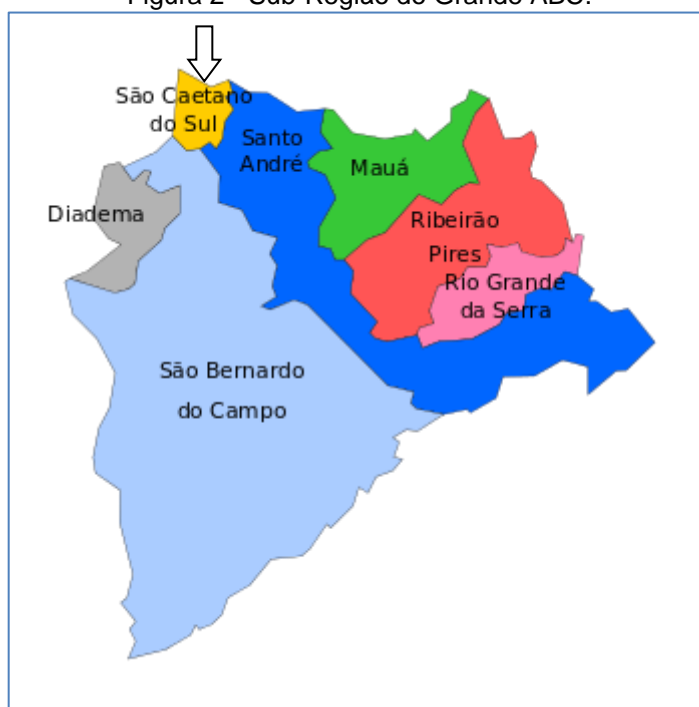 Figura 2 - Sub-Região do Grande ABC.
São Caetano
do Sul
Santo
André
Mauá
Diadema
Ribeirão
Pires
Rio Grande
da Serra
São Bernardo
do Campo